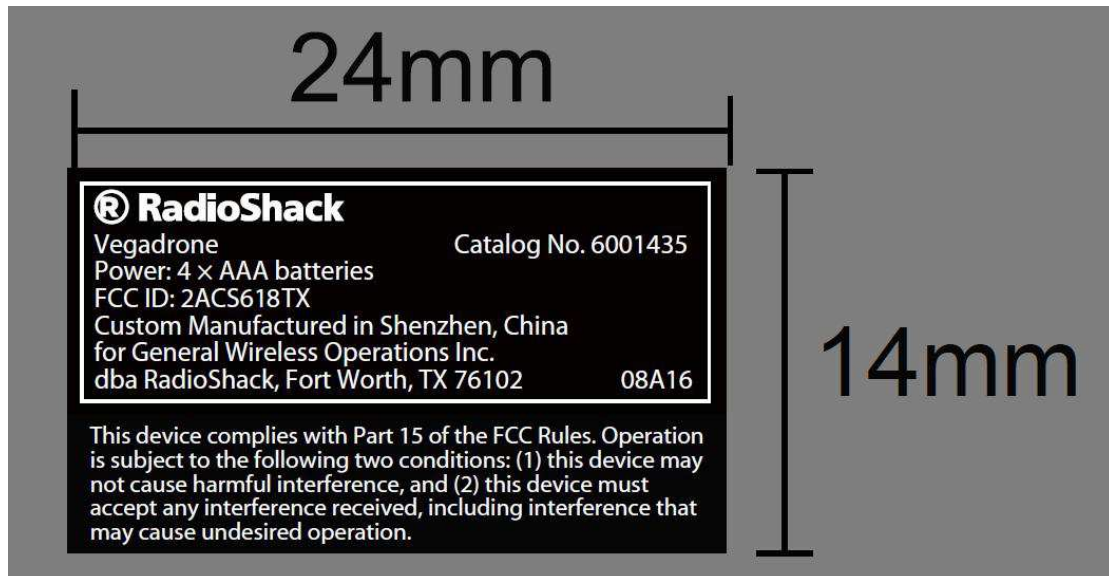 24mm
® RadioShack
Vegadrone Catalog No. 6001435
Power: 4 × AAA batteries
FCC ID: 2ACS618TX
Custom Manufactured in Shenzhen, China
for General Wireless Operations Inc.
dba RadioShack, Fort Worth, TX 76102 08A16
14mm
This device complies with Part 15 of the FCC Rules. Operation
is subject to the following two conditions: (1) this device may
not cause harmful interference, and (2) this device must
accept any interference received, including interference that
may cause undesired operation.